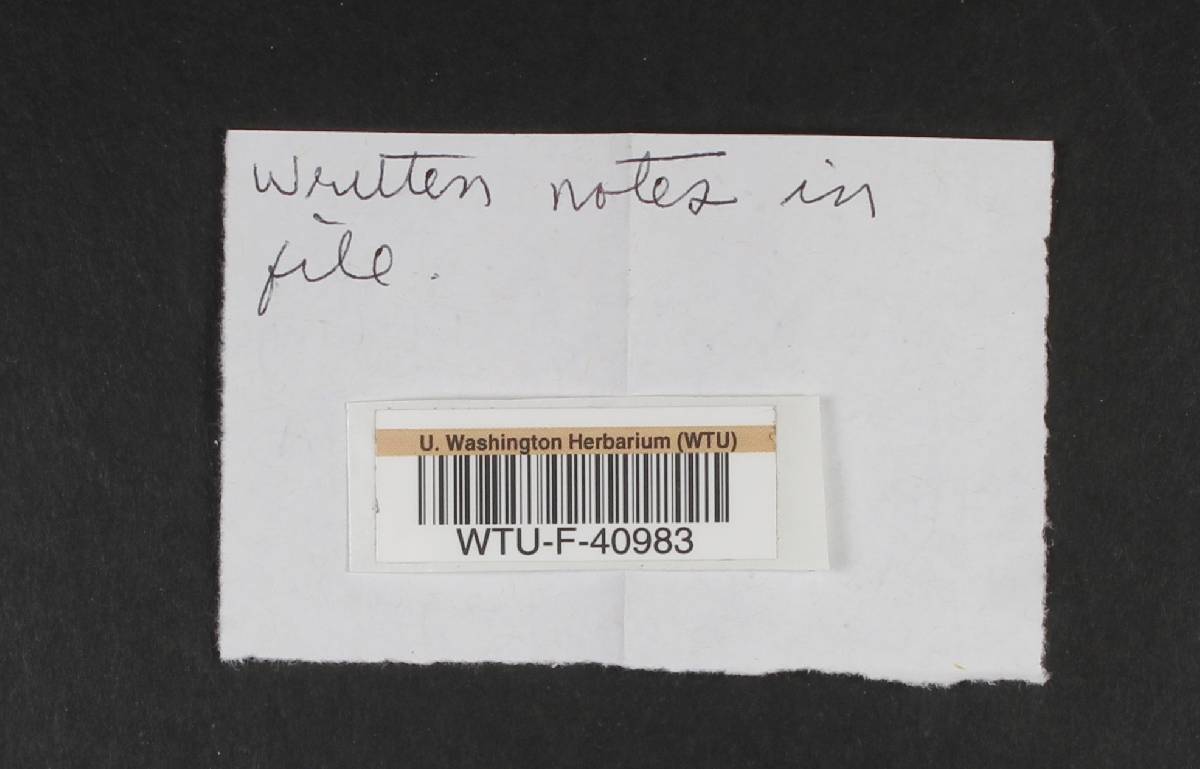 Written notes in
file.
U. Washington Herbarium (WTU)
WTU-F-40983